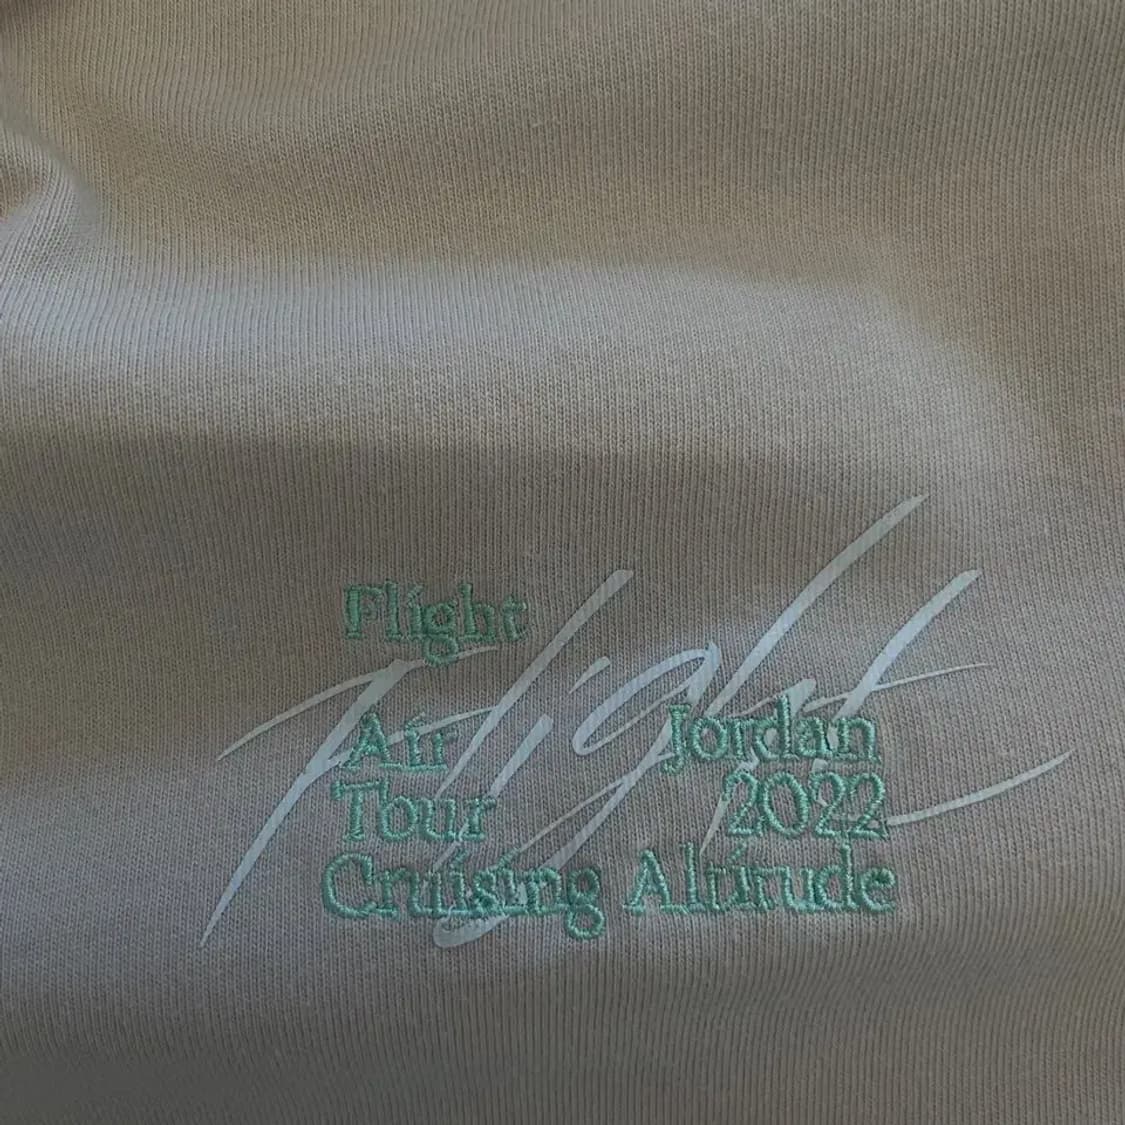 Flight
Flight
Air Jordan
Tour 2022
Cruising Altitude